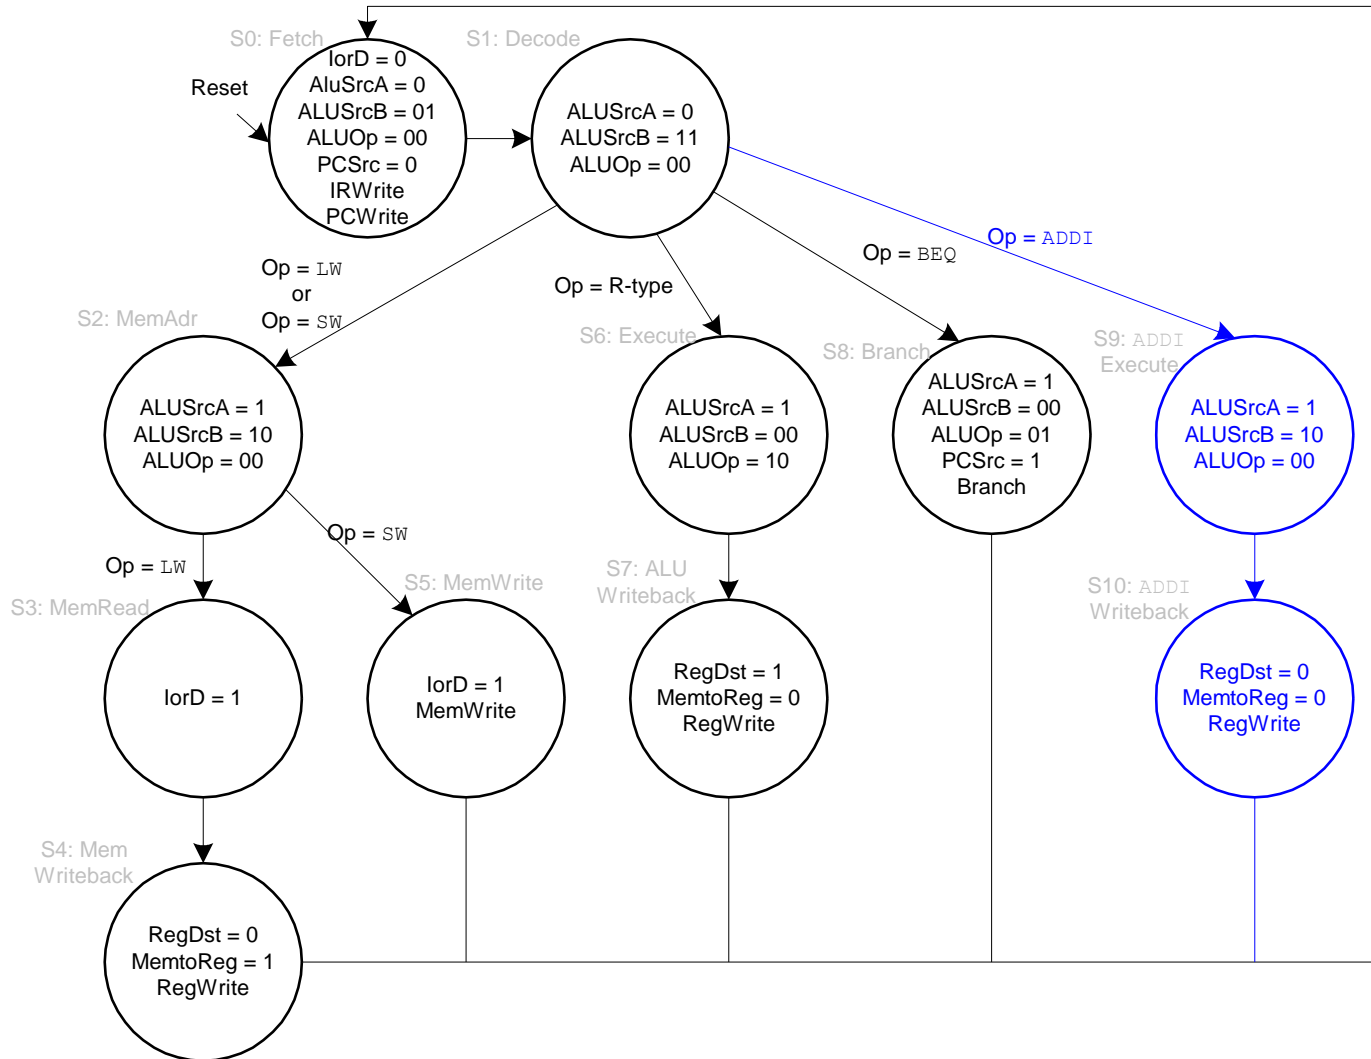 S0: Fetch
IorD = 0
AluSrcA = 0
ALUSrcB = 01
ALUOp = 00
PCSrc = 0
IRWrite
PCWrite
Reset
S1: Decode
ALUSrcA = 0
ALUSrcB = 11
ALUOp = 00
Op = LW
or
Op = SW
Op = R-type
Op = BEQ
Op = ADDI
S2: MemAdr
ALUSrcA = 1
ALUSrcB = 10
ALUOp = 00
S6: Execute
ALUSrcA = 1
ALUSrcB = 00
ALUOp = 10
S8: Branch
ALUSrcA = 1
ALUSrcB = 00
ALUOp = 01
PCSrc = 1
Branch
S9: ADDI
Execute
ALUSrcA = 1
ALUSrcB = 10
ALUOp = 00
Op = LW
Op = SW
S3: MemRead
IorD = 1
S5: MemWrite
IorD = 1
MemWrite
S7: ALU
Writeback
RegDst = 1
MemtoReg = 0
RegWrite
S10: ADDI
Writeback
RegDst = 0
MemtoReg = 0
RegWrite
S4: Mem
Writeback
RegDst = 0
MemtoReg = 1
RegWrite